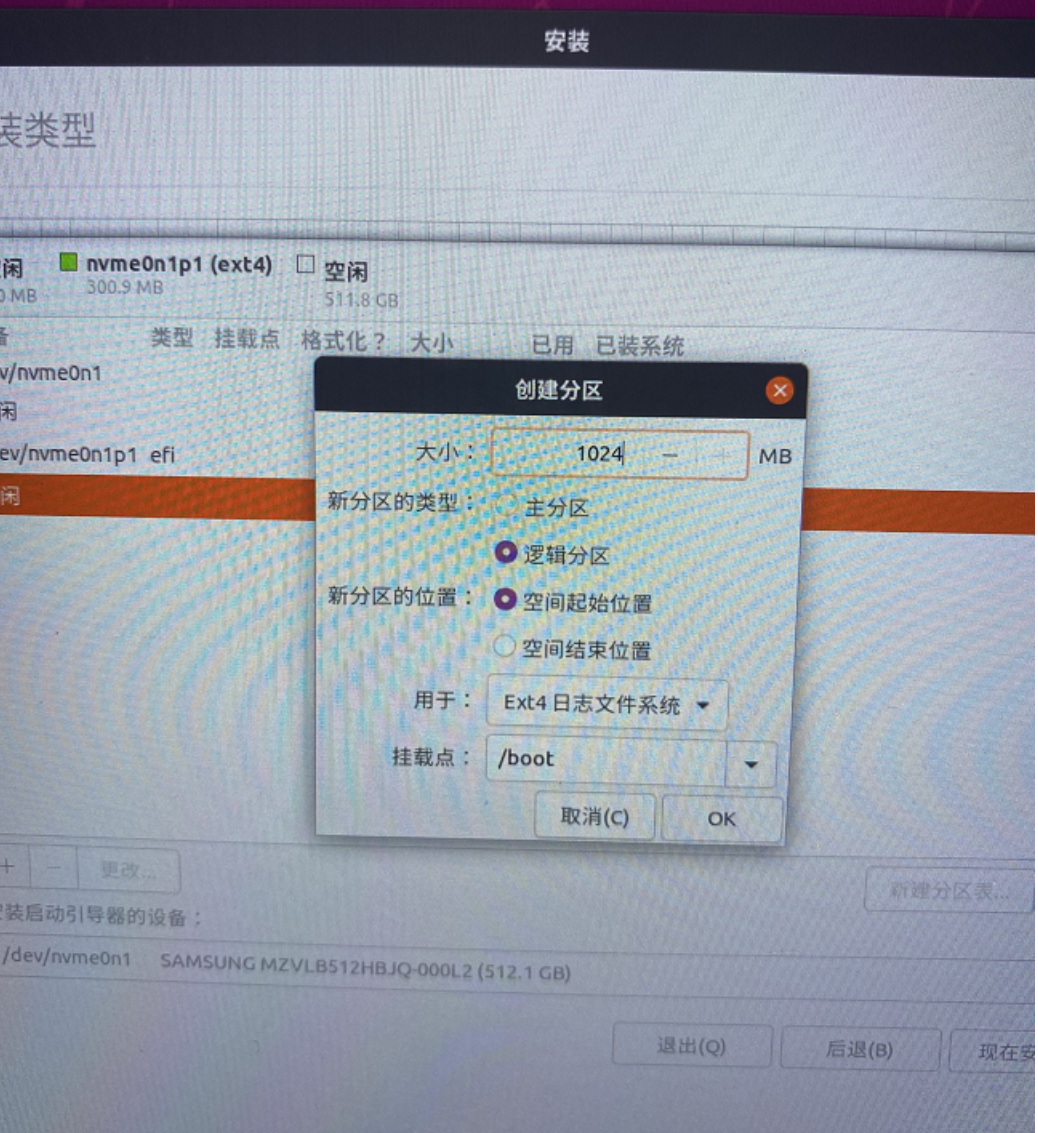 安装
装类型
闲 nvme0n1p1 (ext4) 空闲
0 MB 300.9 MB 511.8 GB
备 类型 挂载点 格式化？ 大小 已用 已装系统
v/nvme0n1
闲
ev/nvme0n1p1 efi
闲
创建分区
大小： 1024 － ＋ MB
新分区的类型： 主分区
逻辑分区
新分区的位置： 空间起始位置
空间结束位置
用于： Ext4 日志文件系统
挂载点： /boot
取消(C) OK
+ － 更改... 新建分区表...
安装启动引导器的设备：
/dev/nvme0n1 SAMSUNG MZVLB512HBJQ-000L2 (512.1 GB)
退出(Q) 后退(B) 现在安